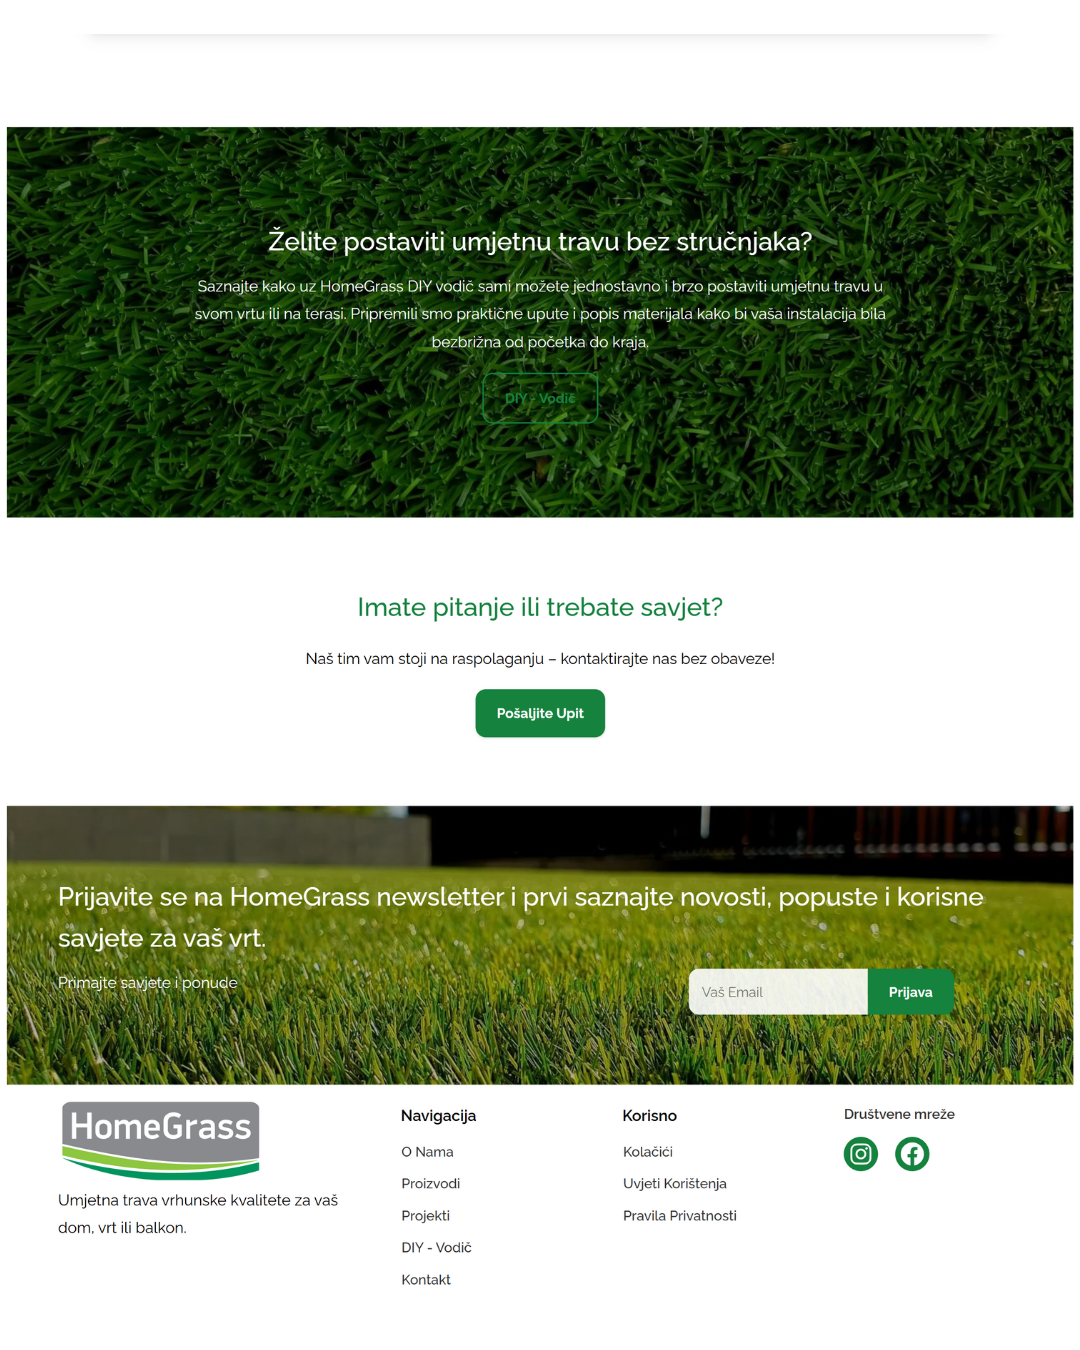 Želite postaviti umjetnu travu bez stručnjaka?
Saznajte kako uz HomeGrass DIY vodič sami možete jednostavno i brzo postaviti umjetnu travu u
svom vrtu ili na terasi. Pripremili smo praktične upute i popis materijala kako bi vaša instalacija bila
bezbrižna od početka do kraja.
DIY - Vodič
Imate pitanje ili trebate savjet?
Naš tim vam stoji na raspolaganju – kontaktirajte nas bez obaveze!
Pošaljite Upit
Prijavite se na HomeGrass newsletter i prvi saznajte novosti, popuste i korisne
savjete za vaš vrt.
Primajte savjete i ponude
Vaš Email
Prijava
HomeGrass
Umjetna trava vrhunske kvalitete za vaš
dom, vrt ili balkon.
Navigacija
O Nama
Proizvodi
Projekti
DIY - Vodič
Kontakt
Korisno
Kolačići
Uvjeti Korištenja
Pravila Privatnosti
Društvene mreže